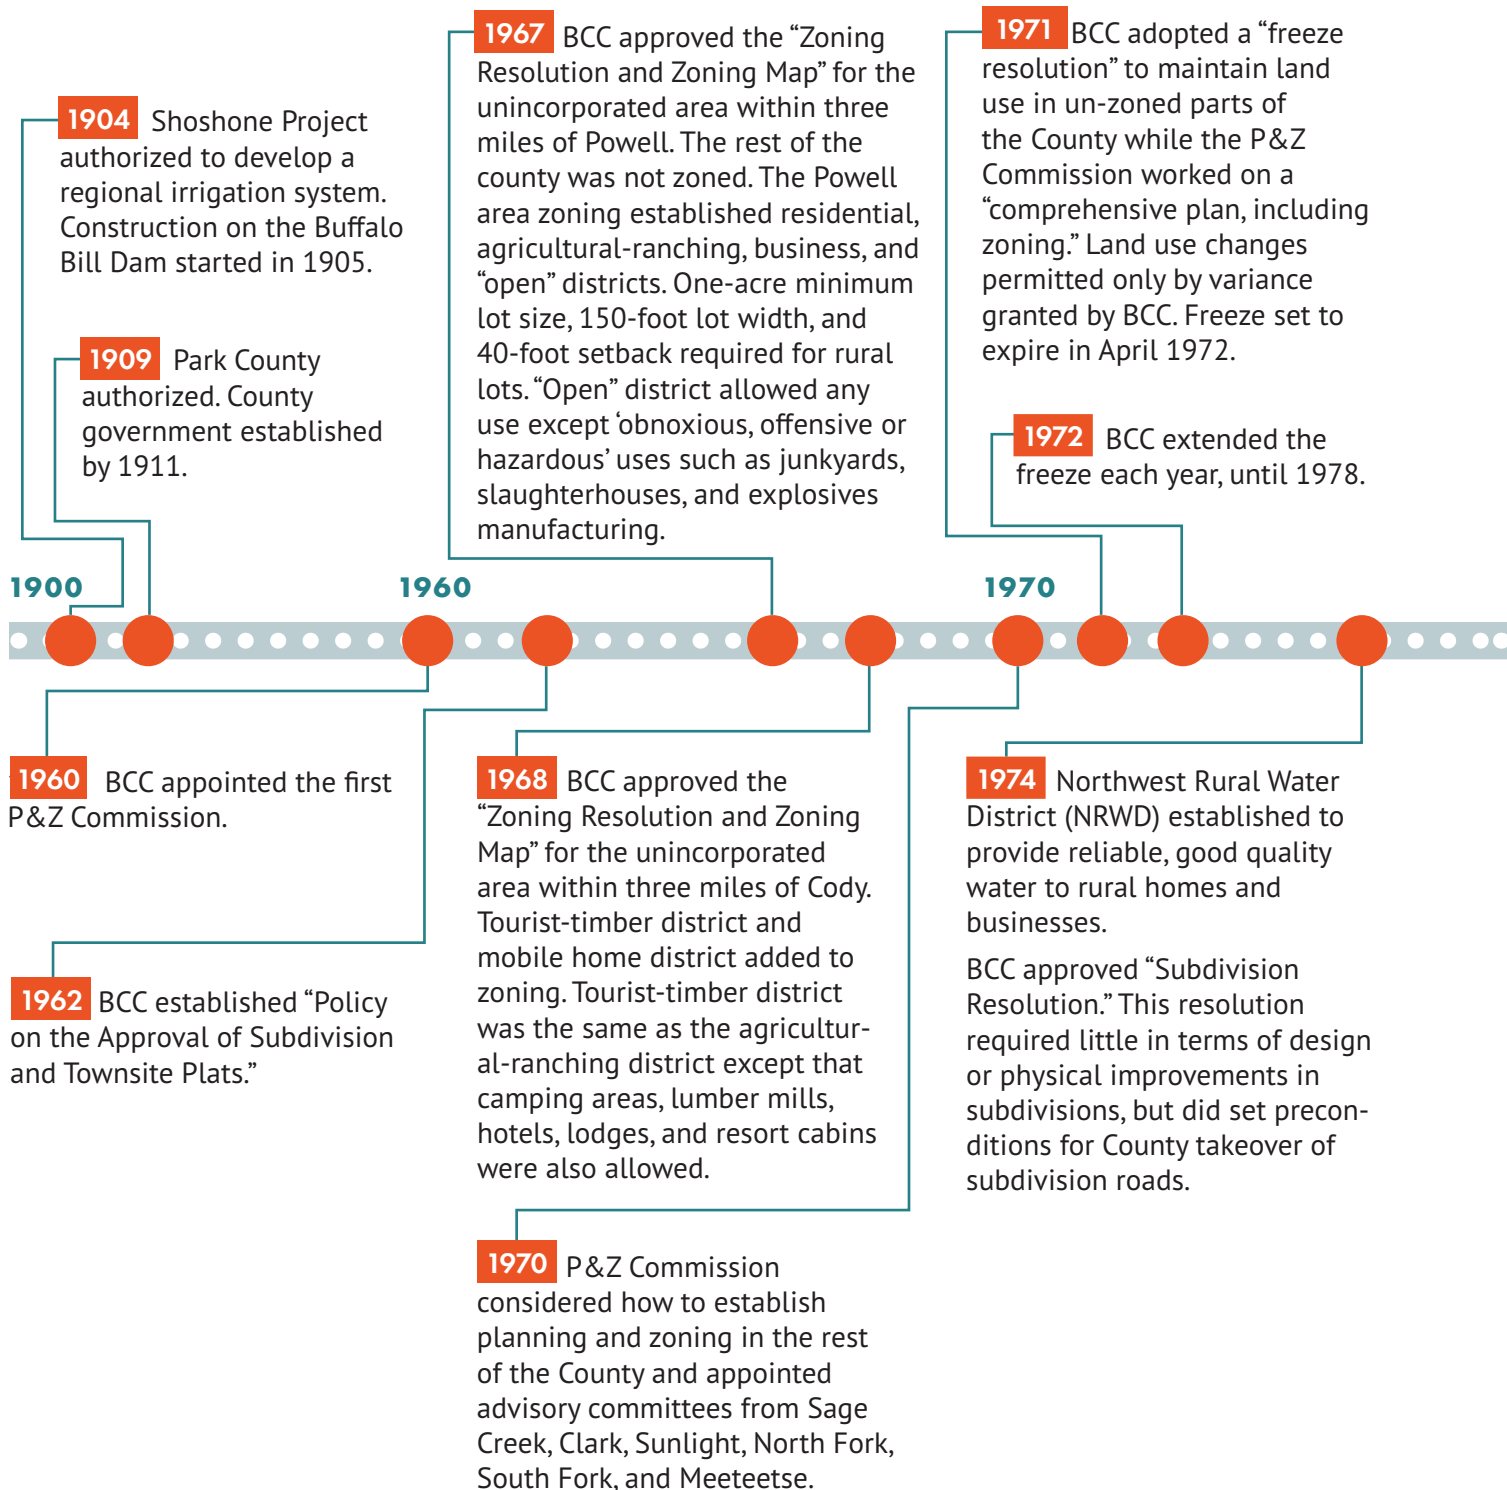 1904 Shoshone Project
authorized to develop a
regional irrigation system.
Construction on the Buffalo
Bill Dam started in 1905.
1909 Park County
authorized. County
government established
by 1911.
1967 BCC approved the “Zoning
Resolution and Zoning Map” for the
unincorporated area within three
miles of Powell. The rest of the
county was not zoned. The Powell
area zoning established residential,
agricultural-ranching, business, and
“open” districts. One-acre minimum
lot size, 150-foot lot width, and
40-foot setback required for rural
lots. “Open” district allowed any
use except ‘obnoxious, offensive or
hazardous’ uses such as junkyards,
slaughterhouses, and explosives
manufacturing.
1971 BCC adopted a “freeze
resolution” to maintain land
use in un-zoned parts of
the County while the P&Z
Commission worked on a
“comprehensive plan, including
zoning.” Land use changes
permitted only by variance
granted by BCC. Freeze set to
expire in April 1972.
1972 BCC extended the
freeze each year, until 1978.
1900
1960
1970
1960 BCC appointed the first
P&Z Commission.
1962 BCC established “Policy
on the Approval of Subdivision
and Townsite Plats.”
1968 BCC approved the
“Zoning Resolution and Zoning
Map” for the unincorporated
area within three miles of Cody.
Tourist-timber district and
mobile home district added to
zoning. Tourist-timber district
was the same as the agricultur-
al-ranching district except that
camping areas, lumber mills,
hotels, lodges, and resort cabins
were also allowed.
1970 P&Z Commission
considered how to establish
planning and zoning in the rest
of the County and appointed
advisory committees from Sage
Creek, Clark, Sunlight, North Fork,
South Fork, and Meeteetse.
1974 Northwest Rural Water
District (NRWD) established to
provide reliable, good quality
water to rural homes and
businesses.
BCC approved “Subdivision
Resolution.” This resolution
required little in terms of design
or physical improvements in
subdivisions, but did set precon-
ditions for County takeover of
subdivision roads.